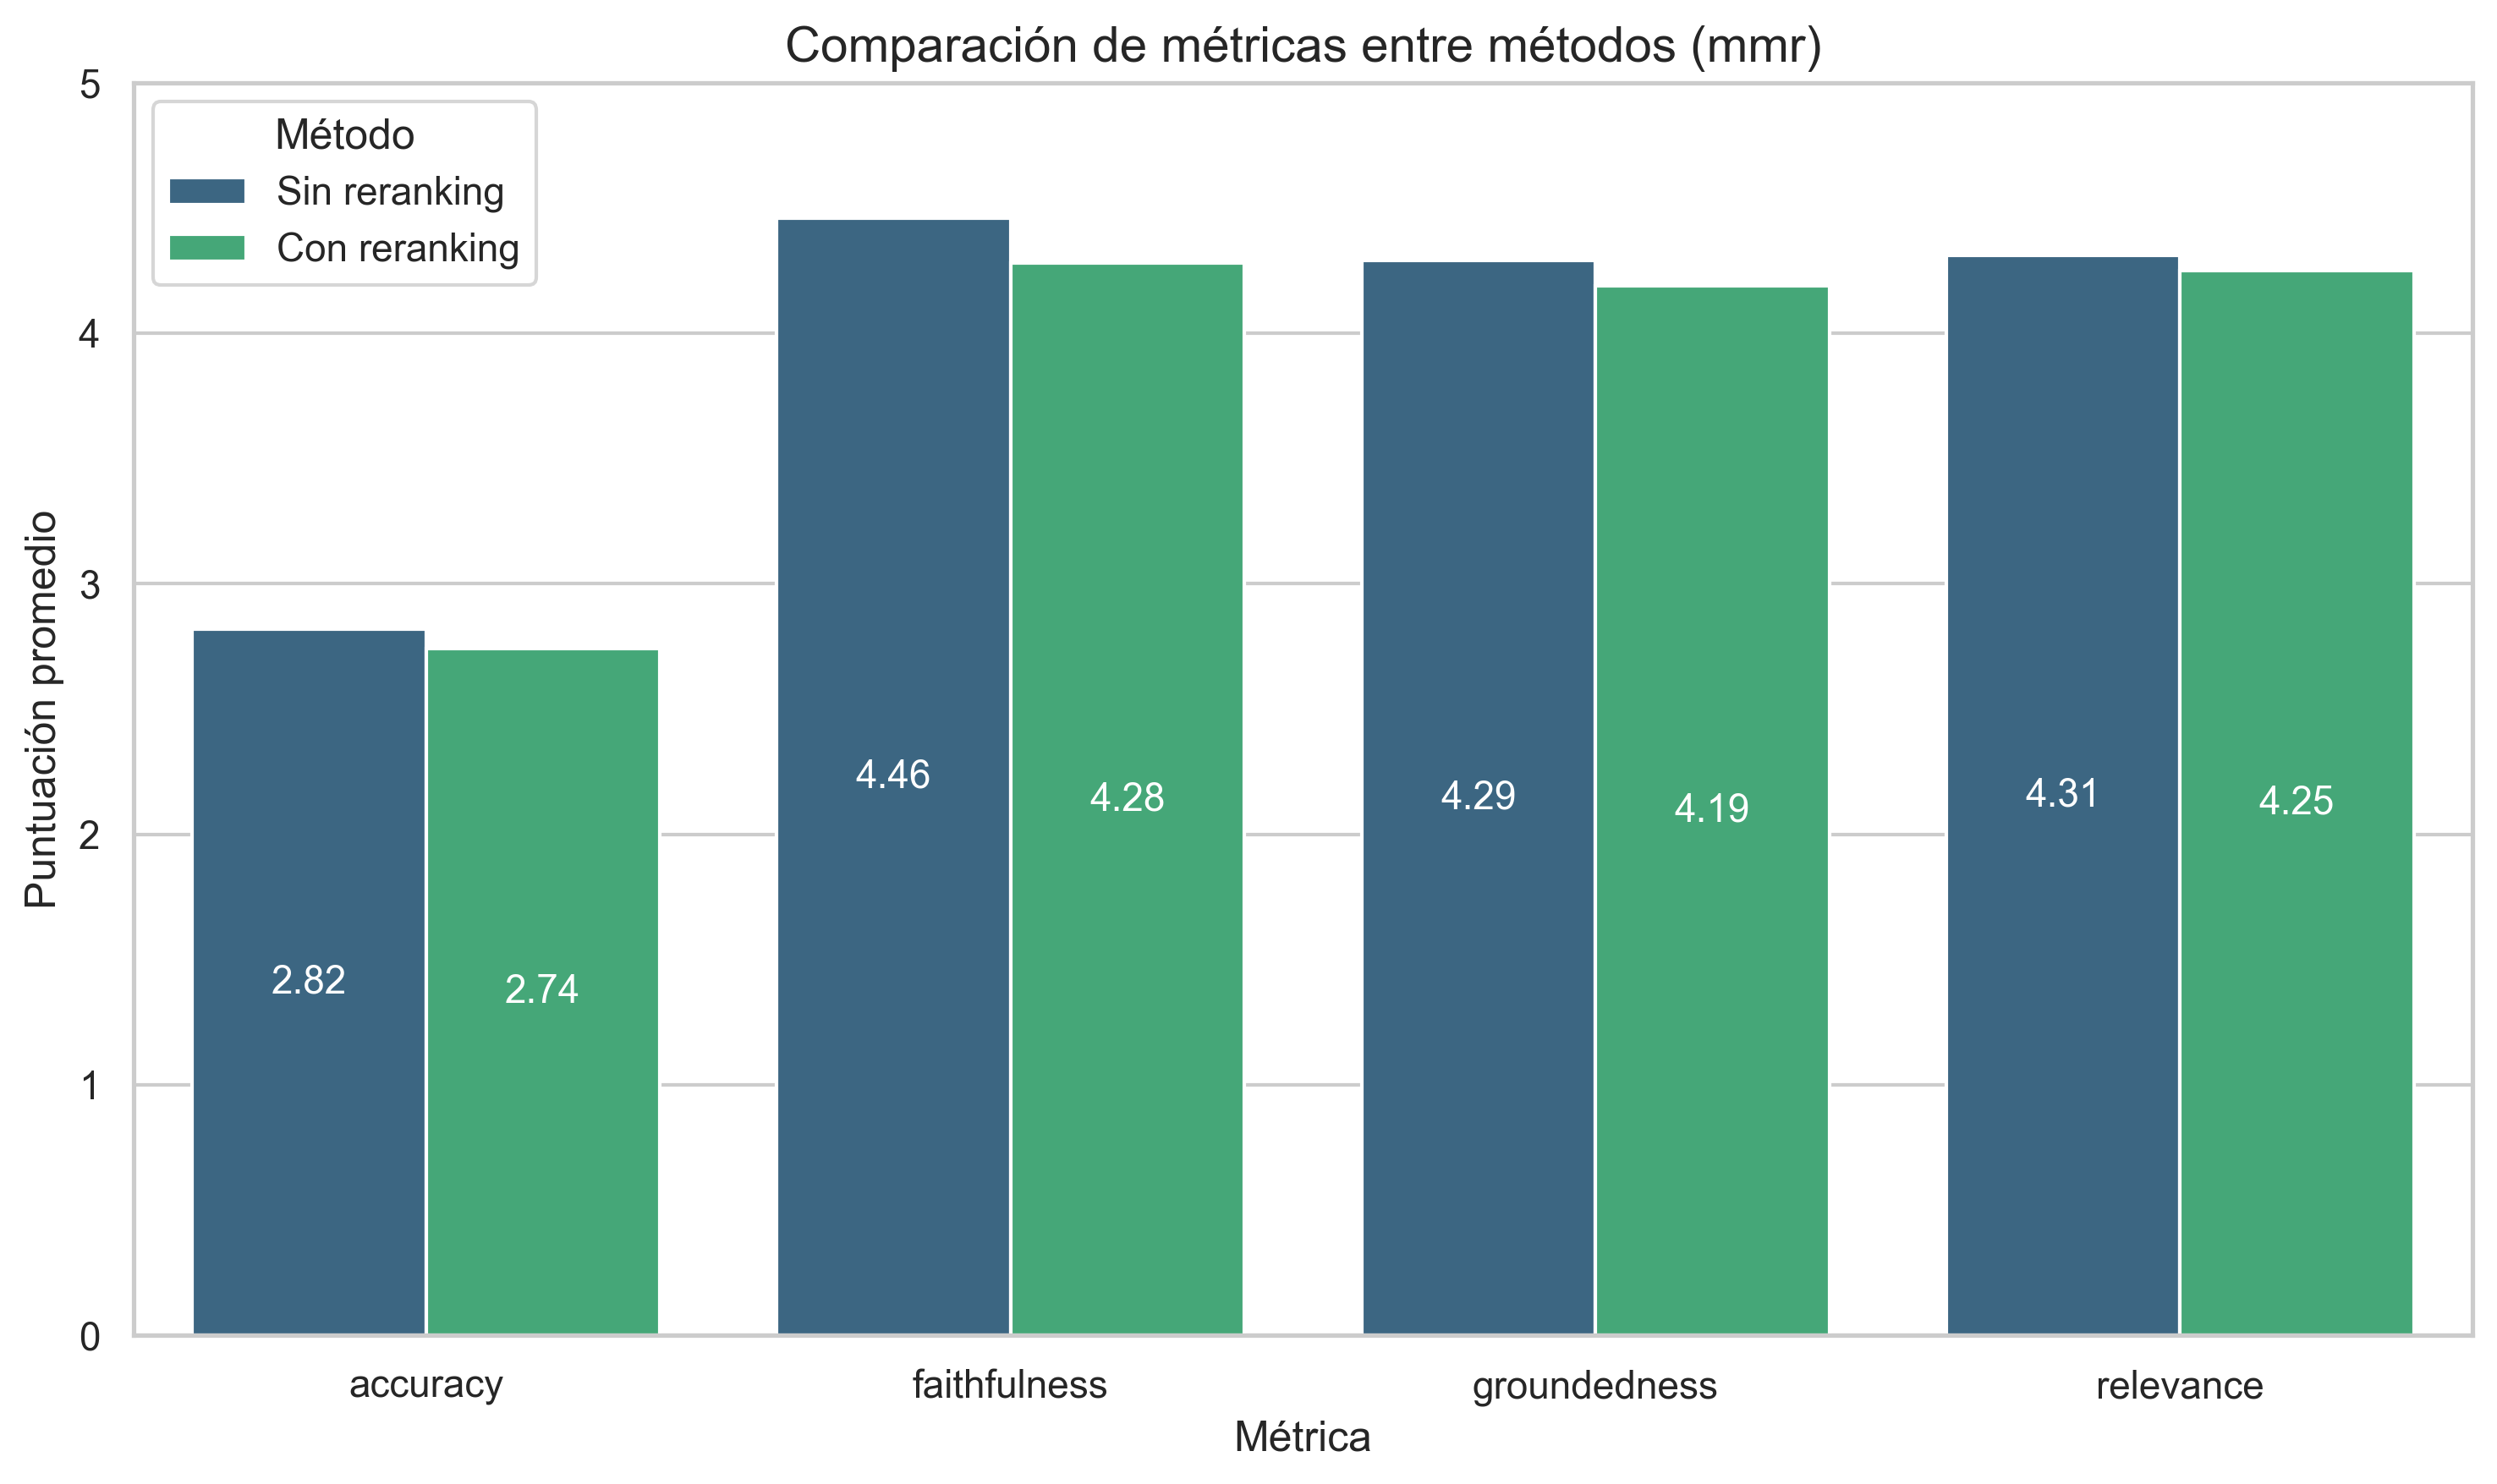 Comparación de métricas entre métodos (mmr)
5
4
3
2
1
0
Puntuación promedio
Método
Sin reranking
Con reranking
2.82
2.74
4.46
4.28
4.29
4.19
4.31
4.25
accuracy
faithfulness
groundedness
relevance
Métrica